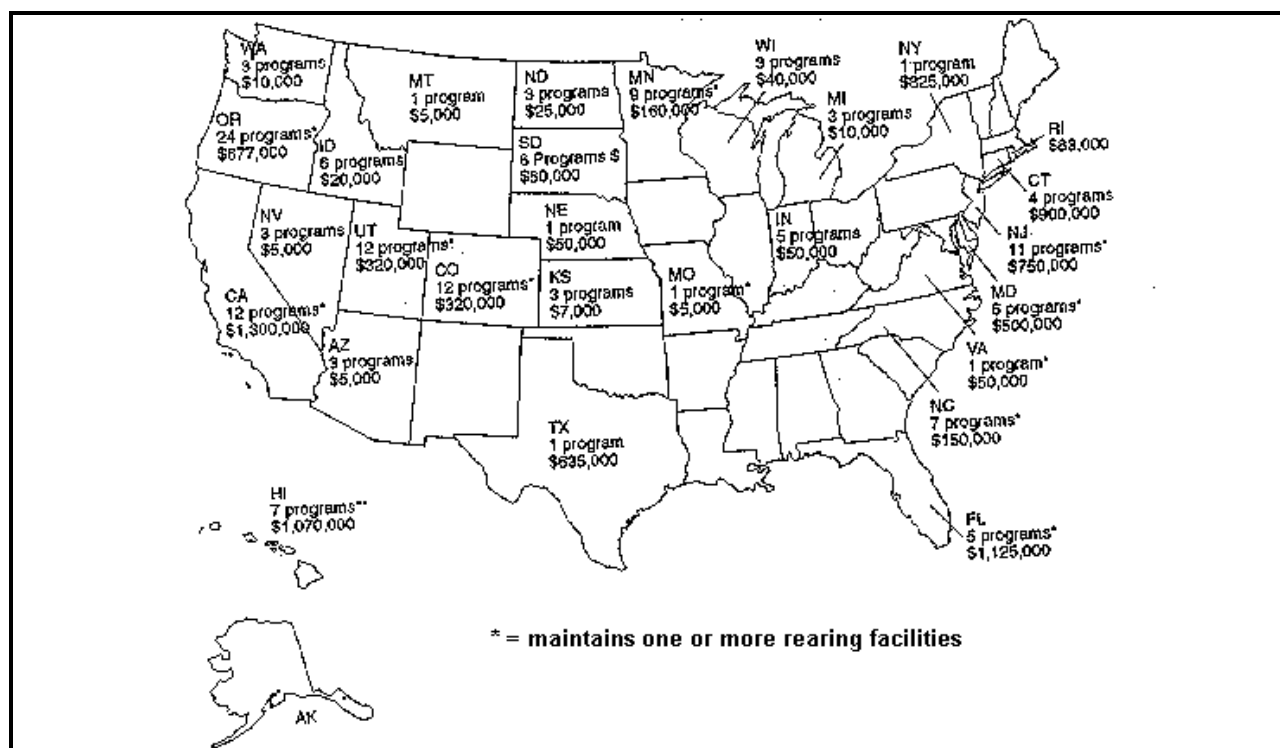 WA
3 programs
$10,000
MT
1 program
$5,000
ND
3 programs
$25,000
MN
9 programs*
$160,000
WI
3 programs
$40,000
MI
3 programs
$10,000
NY
1 program
$325,000
RI
$83,000
OR
24 programs*
$677,000
ID
6 programs
$20,000
SD
6 Programs $
$60,000
CT
4 programs
$900,000
NV
3 programs
$5,000
UT
12 programs*
$320,000
CO
12 programs*
$320,000
NE
1 program
$50,000
KS
3 programs
$7,000
MO
1 program*
$5,000
IN
5 programs
$50,000
NJ
11 programs*
$750,000
MD
5 programs*
$500,000
CA
12 programs*
$1,300,000
AZ
3 programs
$5,000
VA
1 program*
$50,000
NC
7 programs*
$150,000
TX
1 program
$635,000
HI
7 programs**
$1,070,000
FL
5 programs*
$1,125,000
* = maintains one or more rearing facilities
AK